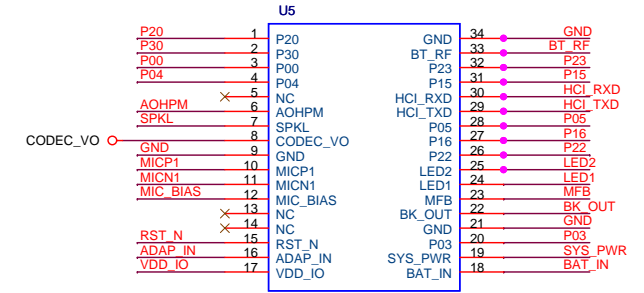 U5
P20 1 P20 GND 34 GND
P30 2 P30 BT_RF 33 BT_RF
P00 3 P00 P23 32 P23
P04 4 P04 P15 31 P15
5 NC HCI_RXD 30 HCI_RXD
AOHPM 6 AOHPM HCI_TXD 29 HCI_TXD
SPKL 7 SPKL P05 28 P05
CODEC_VO 8 CODEC_VO P16 27 P16
GND 9 GND P22 26 P22
MICP1 10 MICP1 LED2 25 LED2
MICN1 11 MICN1 LED1 24 LED1
MIC_BIAS 12 MIC_BIAS MFB 23 MFB
13 NC BK_OUT 22 BK_OUT
14 NC GND 21 GND
RST_N 15 RST_N P03 20 P03
ADAP_IN 16 ADAP_IN SYS_PWR 19 SYS_PWR
VDD_IO 17 VDD_IO BAT_IN 18 BAT_IN